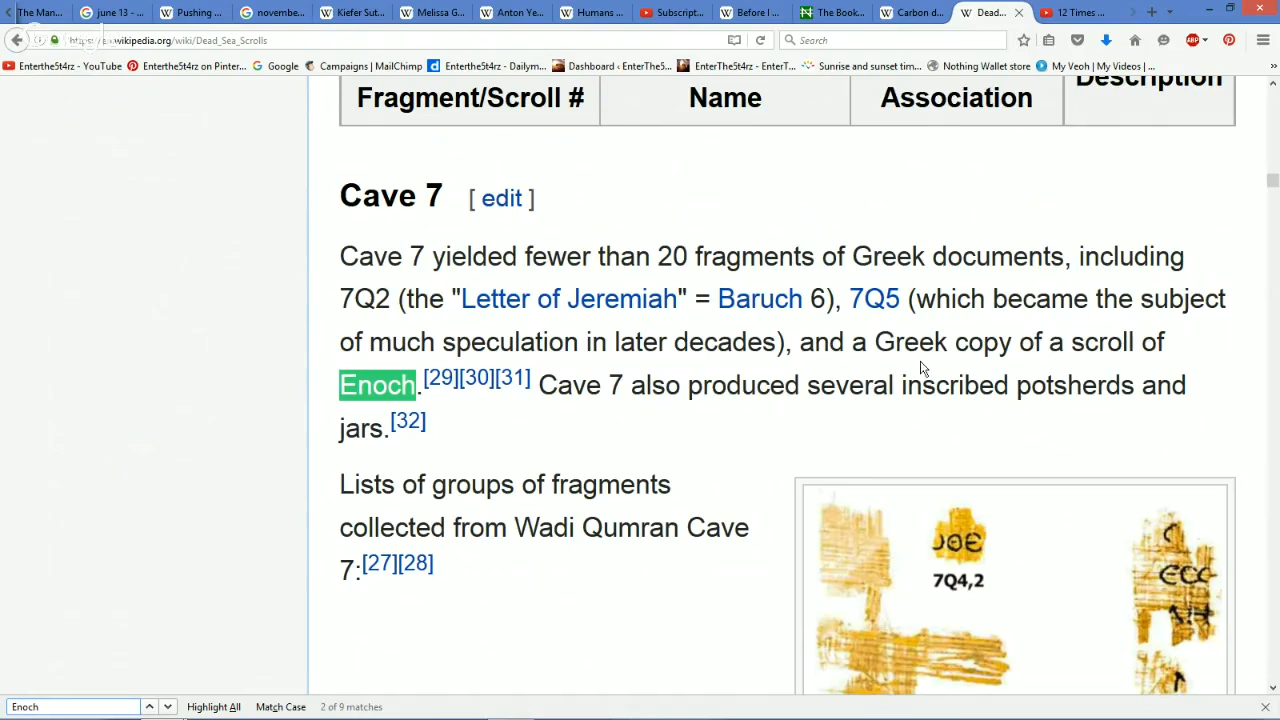 The Man...
june 13 - ...
Pushing ...
novembe...
Kiefer Sut...
Melissa G...
Anton Ye...
Humans ...
Subscript...
Before I ...
The Book...
Carbon d...
Dead...
12 Times ...
wikipedia.org/wiki/Dead_Sea_Scrolls
Search
Enterthe5t4rz - YouTube
Enterthe5t4rz on Pinter...
Google
Campaigns | MailChimp
Enterthe5t4rz - Dailym...
Dashboard ‹ EnterThe5...
EnterThe5t4rz - EnterT...
Sunrise and sunset tim...
Nothing Wallet store
My Veoh | My Videos | ...
Fragment/Scroll #
Name
Association
Description
Cave 7 [ edit ]
Cave 7 yielded fewer than 20 fragments of Greek documents, including
7Q2 (the "Letter of Jeremiah" = Baruch 6), 7Q5 (which became the subject
of much speculation in later decades), and a Greek copy of a scroll of
Enoch.[29][30][31] Cave 7 also produced several inscribed potsherds and
jars.[32]
Lists of groups of fragments
collected from Wadi Qumran Cave
7:[27][28]
7Q4,2
Enoch
Highlight All
Match Case
2 of 9 matches